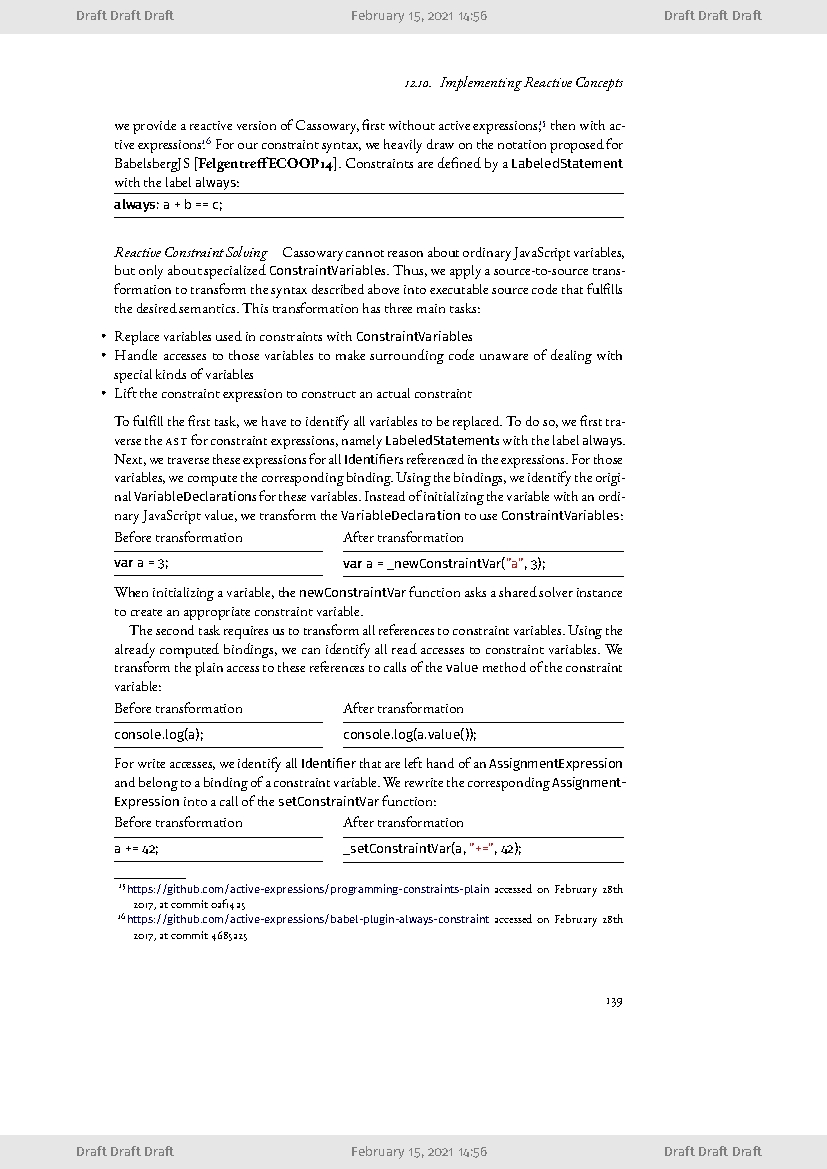 Draft Draft Draft February 15, 2021 14:56 Draft Draft Draft
12.10. Implementing Reactive Concepts
we provide a reactive version of Cassowary, first without active expressions,15 then with ac-
tive expressions.16 For our constraint syntax, we heavily draw on the notation proposed for
BabelsbergJS [FelgentreffECOOP14]. Constraints are defined by a LabeledStatement
with the label always:
always: a + b == c;
Reactive Constraint Solving Cassowary cannot reason about ordinary JavaScript variables,
but only about specialized ConstraintVariables. Thus, we apply a source-to-source trans-
formation to transform the syntax described above into executable source code that fulfills
the desired semantics. This transformation has three main tasks:
• Replace variables used in constraints with ConstraintVariables
• Handle accesses to those variables to make surrounding code unaware of dealing with
special kinds of variables
• Lift the constraint expression to construct an actual constraint
To fulfill the first task, we have to identify all variables to be replaced. To do so, we first tra-
verse the AST for constraint expressions, namely LabeledStatements with the label always.
Next, we traverse these expressions for all Identifiers referenced in the expressions. For those
variables, we compute the corresponding binding. Using the bindings, we identify the origi-
nal VariableDeclarations for these variables. Instead of initializing the variable with an ordi-
nary JavaScript value, we transform the VariableDeclaration to use ConstraintVariables:
Before transformation After transformation
var a = 3; var a = _newConstraintVar("a", 3);
When initializing a variable, the newConstraintVar function asks a shared solver instance
to create an appropriate constraint variable.
The second task requires us to transform all references to constraint variables. Using the
already computed bindings, we can identify all read accesses to constraint variables. We
transform the plain access to these references to calls of the value method of the constraint
variable:
Before transformation After transformation
console.log(a); console.log(a.value());
For write accesses, we identify all Identifier that are left hand of an AssignmentExpression
and belong to a binding of a constraint variable. We rewrite the corresponding Assignment-
Expression into a call of the setConstraintVar function:
Before transformation After transformation
a += 42; _setConstraintVar(a, "+=", 42);
15 https://github.com/active-expressions/programming-constraints-plain accessed on February 28th
2017, at commit 0af14a5
16 https://github.com/active-expressions/babel-plugin-always-constraint accessed on February 28th
2017, at commit 4685a25
139
Draft Draft Draft February 15, 2021 14:56 Draft Draft Draft